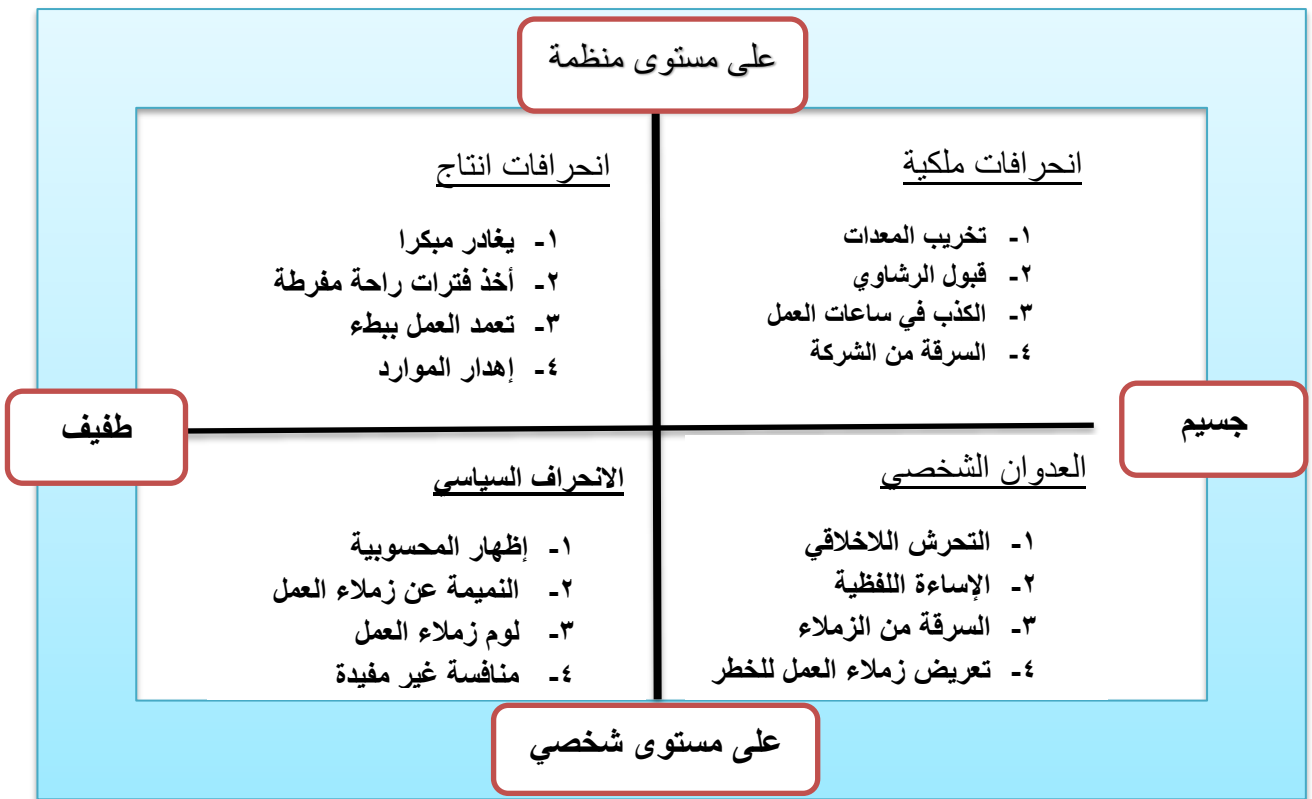 على مستوى منظمة
انحرافات ملكية
١- تخريب المعدات
٢- قبول الرشاوي
٣- الكذب في ساعات العمل
٤- السرقة من الشركة
انحرافات انتاج
١- يغادر مبكرا
٢- أخذ فترات راحة مفرطة
٣- تعمد العمل ببطء
٤- إهدار الموارد
جسيم
طفيف
العدوان الشخصي
١- التحرش اللاخلاقي
٢- الإساءة اللفظية
٣- السرقة من الزملاء
٤- تعريض زملاء العمل للخطر
الانحراف السياسي
١- إظهار المحسوبية
٢- النميمة عن زملاء العمل
٣- لوم زملاء العمل
٤- منافسة غير مفيدة
على مستوى شخصي